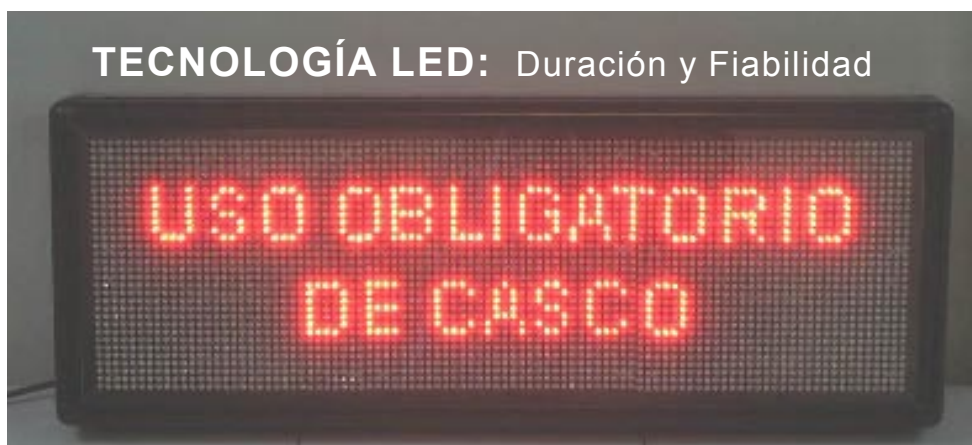 TECNOLOGÍA LED: Duración y Fiabilidad
USO OBLIGATORIO
DE CASCO